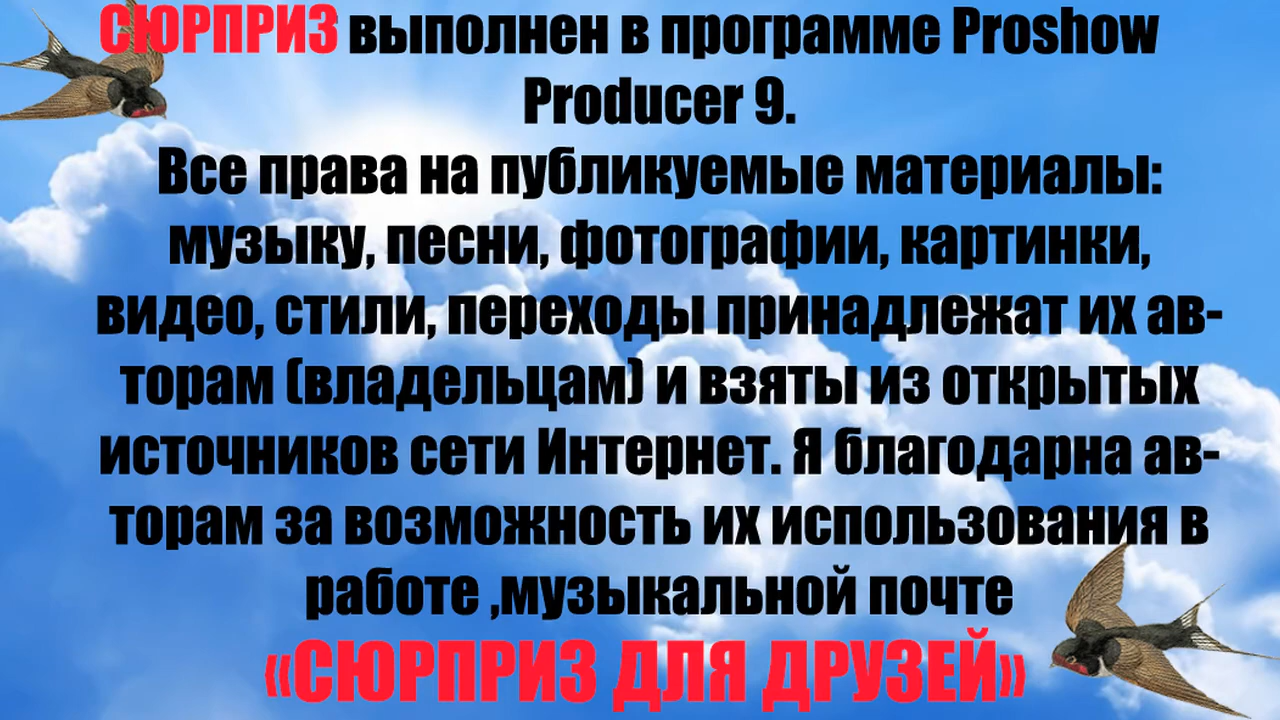 СЮРПРИЗ выполнен в программе Proshow
Producer 9.
Все права на публикуемые материалы:
музыку, песни, фотографии, картинки,
видео, стили, переходы принадлежат их ав-
торам (владельцам) и взяты из открытых
источников сети Интернет. Я благодарна ав-
торам за возможность их использования в
работе ,музыкальной почте
«СЮРПРИЗ ДЛЯ ДРУЗЕЙ»